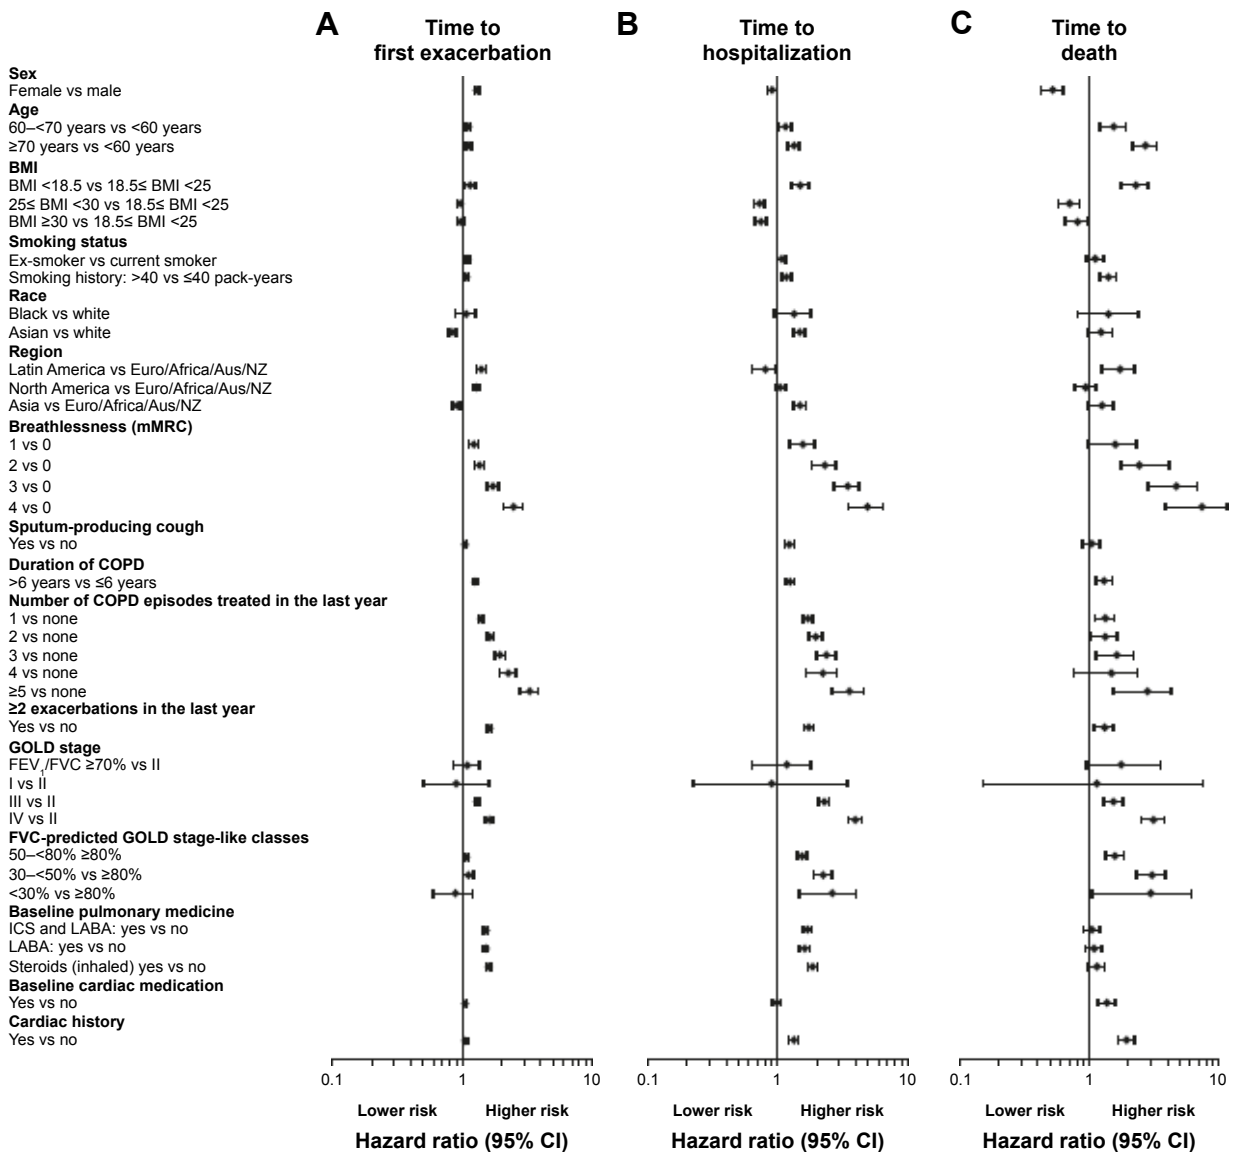 A
Time to
first exacerbation
B
Time to
hospitalization
C
Time to
death
Sex
Female vs male
Age
60–<70 years vs <60 years
≥70 years vs <60 years
BMI
BMI <18.5 vs 18.5≤ BMI <25
25≤ BMI <30 vs 18.5≤ BMI <25
BMI ≥30 vs 18.5≤ BMI <25
Smoking status
Ex-smoker vs current smoker
Smoking history: >40 vs ≤40 pack-years
Race
Black vs white
Asian vs white
Region
Latin America vs Euro/Africa/Aus/NZ
North America vs Euro/Africa/Aus/NZ
Asia vs Euro/Africa/Aus/NZ
Breathlessness (mMRC)
1 vs 0
2 vs 0
3 vs 0
4 vs 0
Sputum-producing cough
Yes vs no
Duration of COPD
>6 years vs ≤6 years
Number of COPD episodes treated in the last year
1 vs none
2 vs none
3 vs none
4 vs none
≥5 vs none
≥2 exacerbations in the last year
Yes vs no
GOLD stage
FEV1/FVC ≥70% vs II
I vs II
III vs II
IV vs II
FVC-predicted GOLD stage-like classes
50–<80% ≥80%
30–<50% vs ≥80%
<30% vs ≥80%
Baseline pulmonary medicine
ICS and LABA: yes vs no
LABA: yes vs no
Steroids (inhaled) yes vs no
Baseline cardiac medication
Yes vs no
Cardiac history
Yes vs no
0.1 1 10
Lower risk Higher risk
Hazard ratio (95% CI)
0.1 1 10
Lower risk Higher risk
Hazard ratio (95% CI)
0.1 1 10
Lower risk Higher risk
Hazard ratio (95% CI)